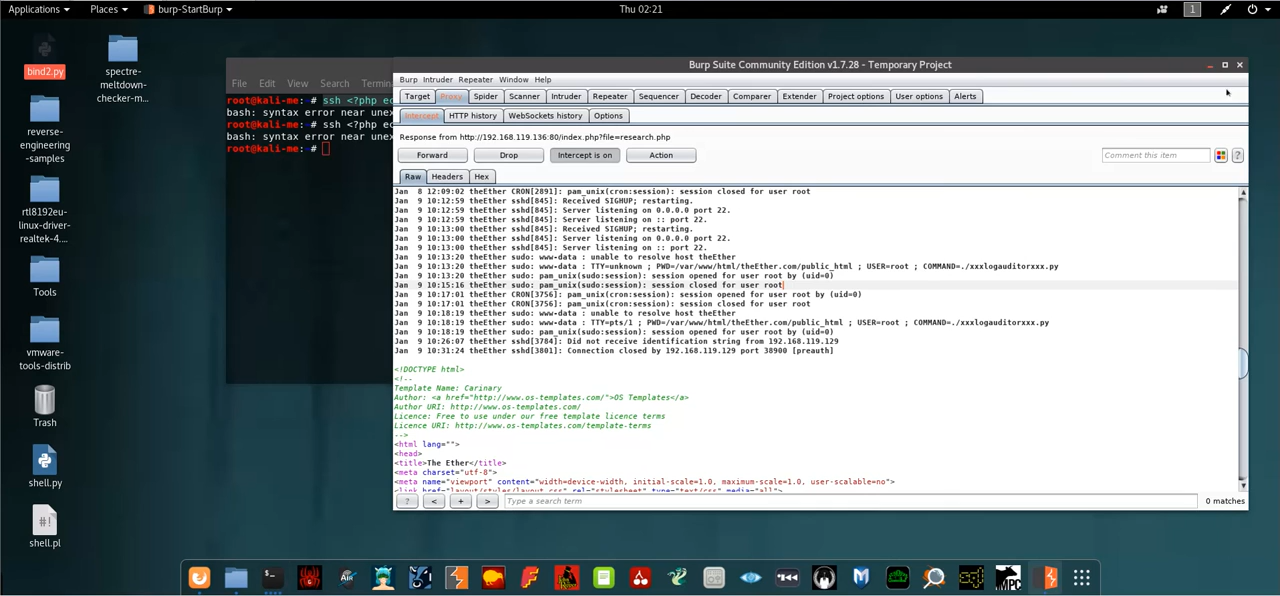 Applications Places burp-StartBurp Thu 02:21 1
bind2.py
spectre-
meltdown-
checker-m...
reverse-
engineering
-samples
rtl8192eu-
linux-driver-
realtek-4....
Tools
vmware-
tools-distrib
Trash
shell.py
#!
shell.pl
File Edit View Search Termin
root@kali-me: # ssh <?php ec
bash: syntax error near unex
root@kali-me: # ssh <?php ec
bash: syntax error near unex
root@kali-me: #
Burp Suite Community Edition v1.7.28 - Temporary Project
Burp Intruder Repeater Window Help
Target Proxy Spider Scanner Intruder Repeater Sequencer Decoder Comparer Extender Project options User options Alerts
Intercept HTTP history WebSockets history Options
Response from http://192.168.119.136:80/index.php?file=research.php
Forward Drop Intercept is on Action Comment this item ?
Raw Headers Hex
Jan 8 12:09:02 theEther CRON[2891]: pam_unix(cron:session): session closed for user root
Jan 9 10:12:59 theEther sshd[845]: Received SIGHUP; restarting.
Jan 9 10:12:59 theEther sshd[845]: Server listening on 0.0.0.0 port 22.
Jan 9 10:12:59 theEther sshd[845]: Server listening on :: port 22.
Jan 9 10:13:00 theEther sshd[845]: Received SIGHUP; restarting.
Jan 9 10:13:00 theEther sshd[845]: Server listening on 0.0.0.0 port 22.
Jan 9 10:13:00 theEther sshd[845]: Server listening on :: port 22.
Jan 9 10:13:20 theEther sudo: www-data : unable to resolve host theEther
Jan 9 10:13:20 theEther sudo: www-data : TTY=unknown ; PWD=/var/www/html/theEther.com/public_html ; USER=root ; COMMAND=./xxxlogauditorxxx.py
Jan 9 10:13:20 theEther sudo: pam_unix(sudo:session): session opened for user root by (uid=0)
Jan 9 10:15:16 theEther sudo: pam_unix(sudo:session): session closed for user root
Jan 9 10:17:01 theEther CRON[3756]: pam_unix(cron:session): session opened for user root by (uid=0)
Jan 9 10:17:01 theEther CRON[3756]: pam_unix(cron:session): session closed for user root
Jan 9 10:18:19 theEther sudo: www-data : unable to resolve host theEther
Jan 9 10:18:19 theEther sudo: www-data : TTY=pts/1 ; PWD=/var/www/html/theEther.com/public_html ; USER=root ; COMMAND=./xxxlogauditorxxx.py
Jan 9 10:18:19 theEther sudo: pam_unix(sudo:session): session opened for user root by (uid=0)
Jan 9 10:26:07 theEther sshd[3784]: Did not receive identification string from 192.168.119.129
Jan 9 10:31:24 theEther sshd[3801]: Connection closed by 192.168.119.129 port 38900 [preauth]
<!DOCTYPE html>
<!--
Template Name: Carinary
Author: <a href="http://www.os-templates.com/">OS Templates</a>
Author URI: http://www.os-templates.com/
Licence: Free to use under our free template licence terms
Licence URI: http://www.os-templates.com/template-terms
-->
<html lang="">
<head>
<title>The Ether</title>
<meta charset="utf-8">
<meta name="viewport" content="width=device-width, initial-scale=1.0, maximum-scale=1.0, user-scalable=no">
<link href="layout/styles/layout.css" rel="stylesheet" type="text/css" media="all">
? < + > Type a search term 0 matches